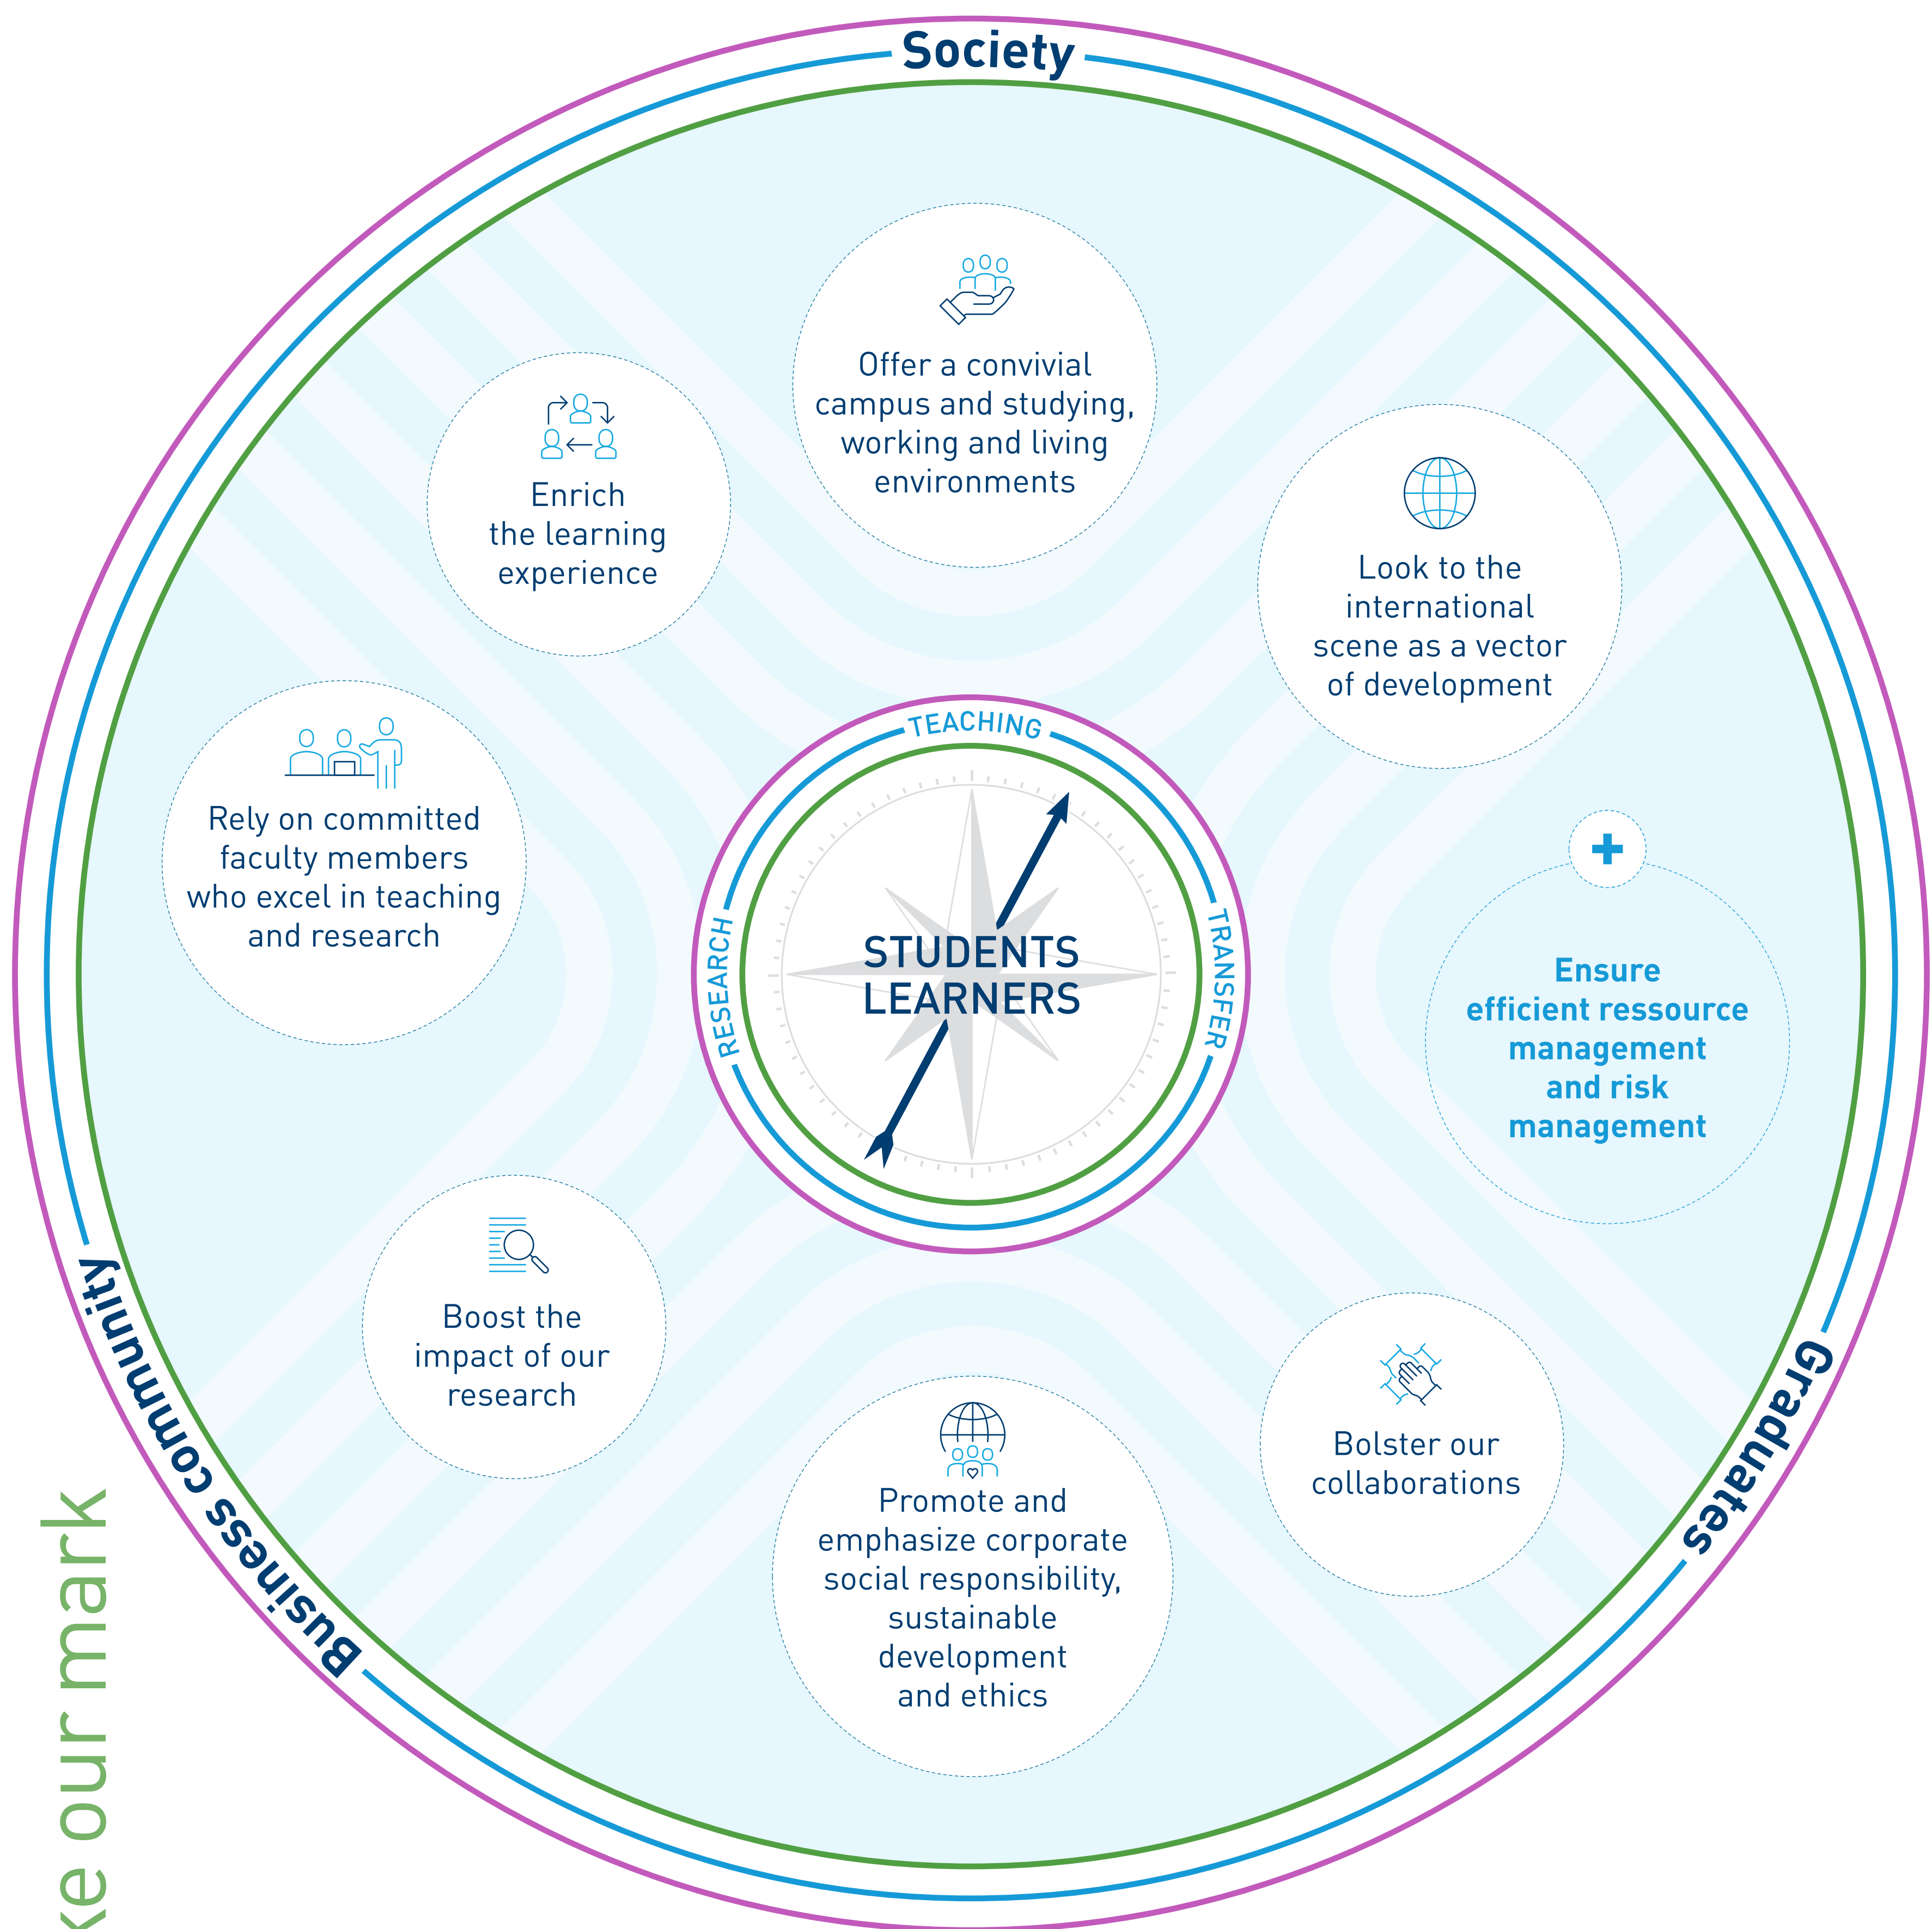 Society
Offer a convivial
campus and studying,
working and living
environments
Enrich
the learning
experience
Look to the
international
scene as a vector
of development
Rely on committed
faculty members
who excel in teaching
and research
TEACHING
RESEARCH
TRANSFER
STUDENTS
LEARNERS
Ensure
efficient ressource
management
and risk
management
Boost the
impact of our
research
Promote and
emphasize corporate
social responsibility,
sustainable
development
and ethics
Bolster our
collaborations
Business community
Graduates
ke our mark